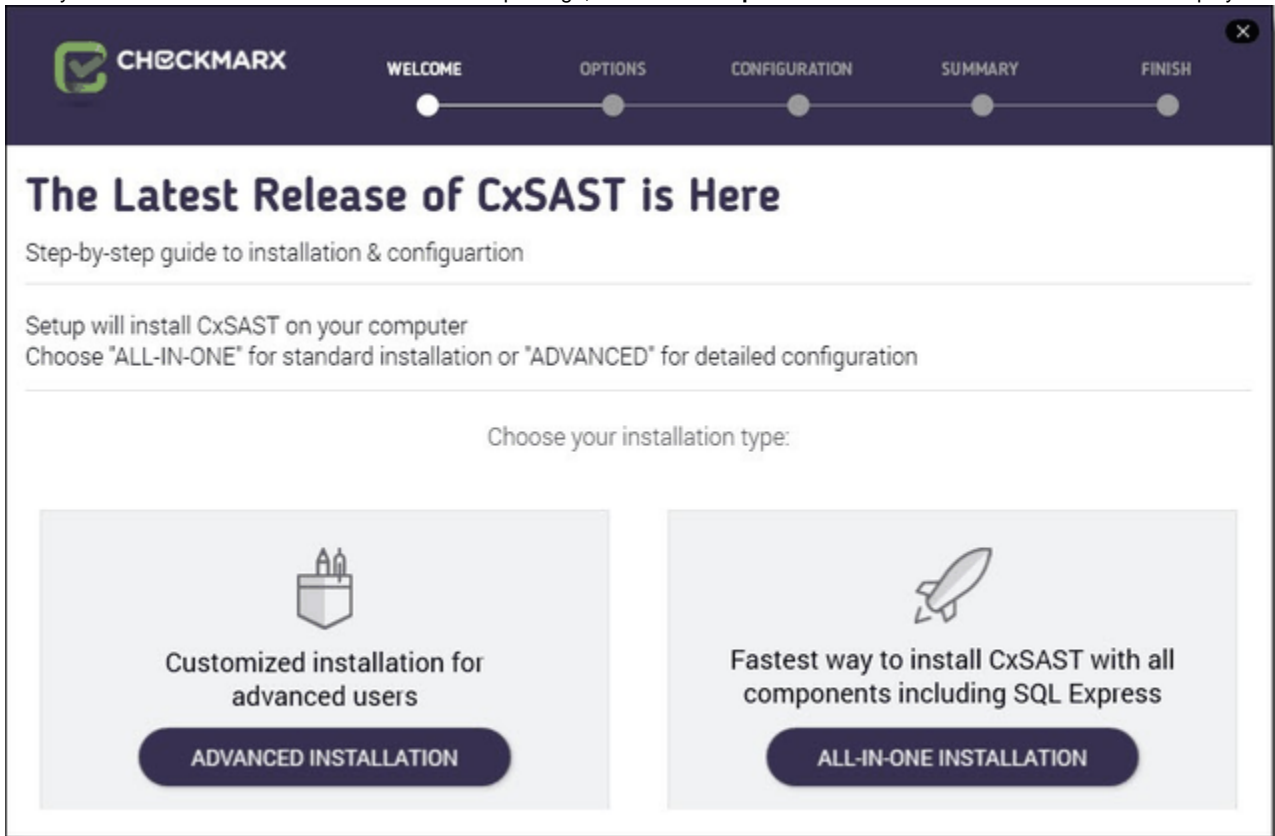 CHECKMARX
WELCOME
OPTIONS
CONFIGURATION
SUMMARY
FINISH
The Latest Release of CxSAST is Here
Step-by-step guide to installation & configuartion
Setup will install CxSAST on your computer
Choose "ALL-IN-ONE" for standard installation or "ADVANCED" for detailed configuration
Choose your installation type:
Customized installation for
advanced users
ADVANCED INSTALLATION
Fastest way to install CxSAST with all
components including SQL Express
ALL-IN-ONE INSTALLATION